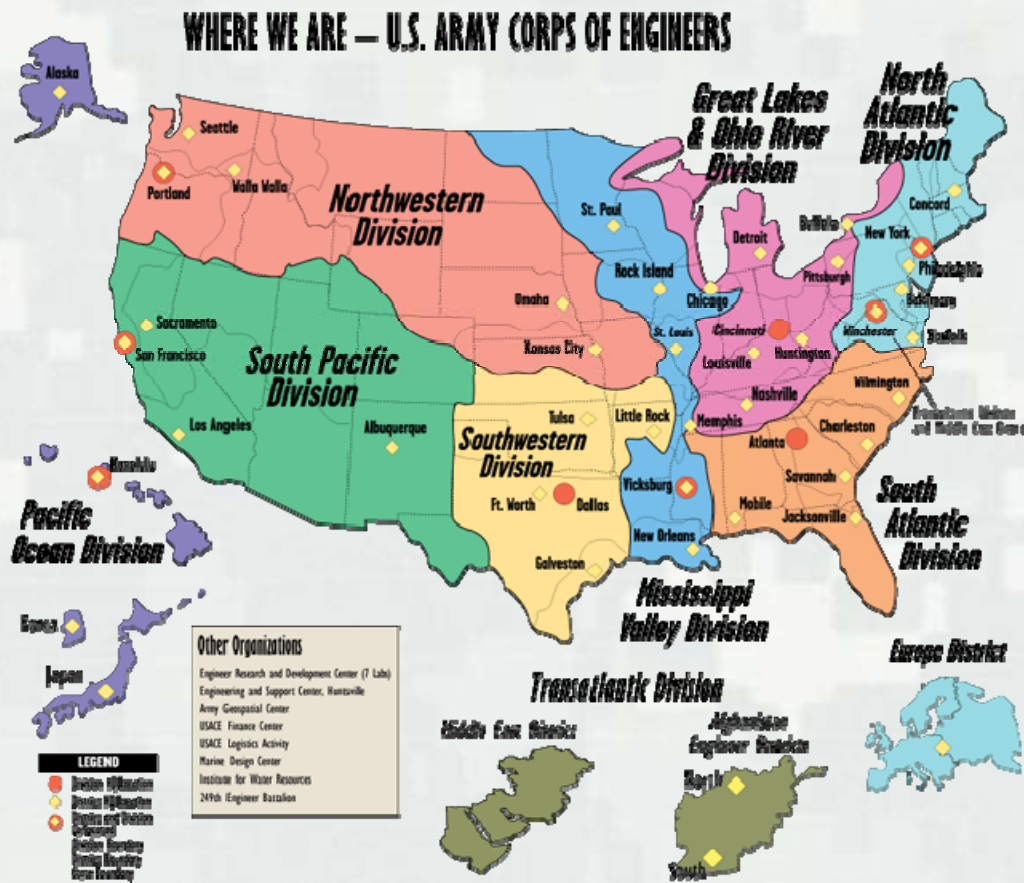 WHERE WE ARE – U.S. ARMY CORPS OF ENGINEERS
Alaska
Great Lakes
& Ohio River
Division
North
Atlantic
Division
Seattle
Portland
Walla Walla
Northwestern
Division
St. Paul
Rock Island
Omaha
Kansas City
Chicago
St. Louis
Detroit
Buffalo
Pittsburgh
Cincinnati
Louisville
Huntington
Nashville
Memphis
Concord
New York
Philadelphia
Baltimore
Winchester
Norfolk
Sacramento
San Francisco
South Pacific
Division
Los Angeles
Albuquerque
Tulsa
Little Rock
Southwestern
Division
Ft. Worth
Dallas
Galveston
Vicksburg
New Orleans
Mississippi
Valley Division
Wilmington
Charleston
Atlanta
Savannah
Mobile
Jacksonville
South
Atlantic
Division
Honolulu
Pacific
Ocean Division
Korea
Japan
Other Organizations
Engineer Research and Development Center (7 Labs)
Engineering and Support Center, Huntsville
Army Geospatial Center
USACE Finance Center
USACE Logistics Activity
Marine Design Center
Institute for Water Resources
249th Engineer Battalion
LEGEND
Transatlantic Division
Middle East District
Afghanistan
Engineer District
North
South
Europe District